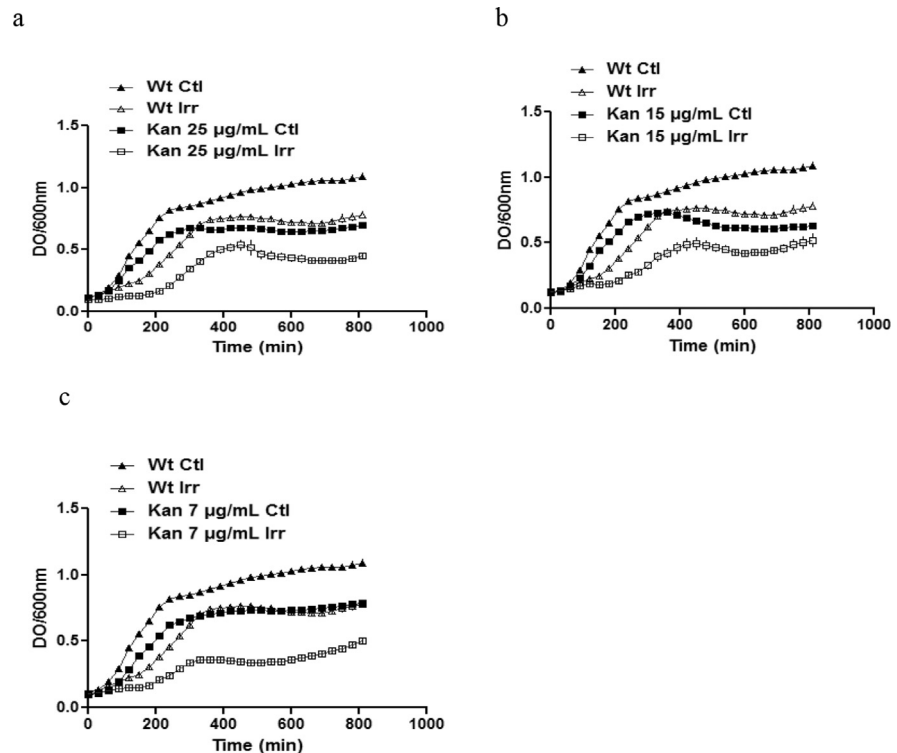 a
Wt Ctl
Wt Irr
Kan 25 µg/mL Ctl
Kan 25 µg/mL Irr
1.5
1.0
0.5
0.0
DO/600nm
0 200 400 600 800 1000
Time (min)
b
Wt Ctl
Wt Irr
Kan 15 µg/mL Ctl
Kan 15 µg/mL Irr
1.5
1.0
0.5
0.0
DO/600nm
0 200 400 600 800 1000
Time (min)
c
Wt Ctl
Wt Irr
Kan 7 µg/mL Ctl
Kan 7 µg/mL Irr
1.5
1.0
0.5
0.0
DO/600nm
0 200 400 600 800 1000
Time (min)